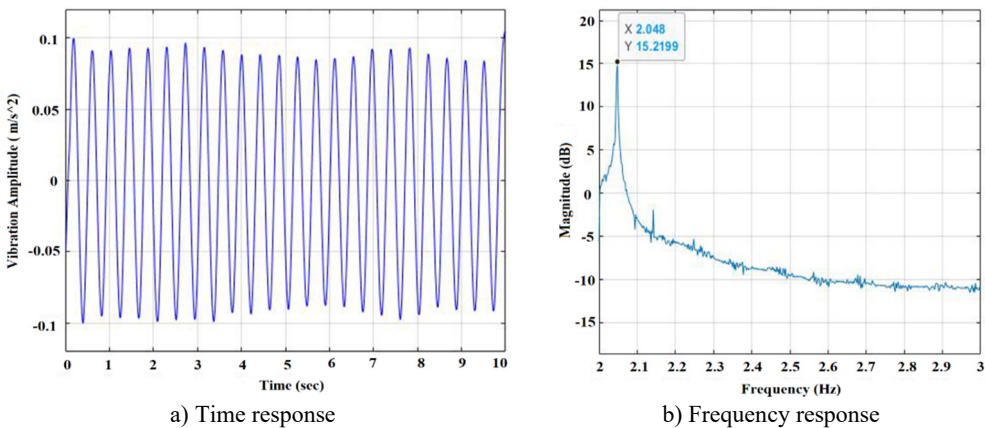 0.1
0.05
0
-0.05
-0.1
Vibration Amplitude ( m/s^2)
0 1 2 3 4 5 6 7 8 9 10
Time (sec)
a) Time response
20
15
10
5
0
-5
-10
-15
Magnitude (dB)
X 2.048
Y 15.2199
2 2.1 2.2 2.3 2.4 2.5 2.6 2.7 2.8 2.9 3
Frequency (Hz)
b) Frequency response